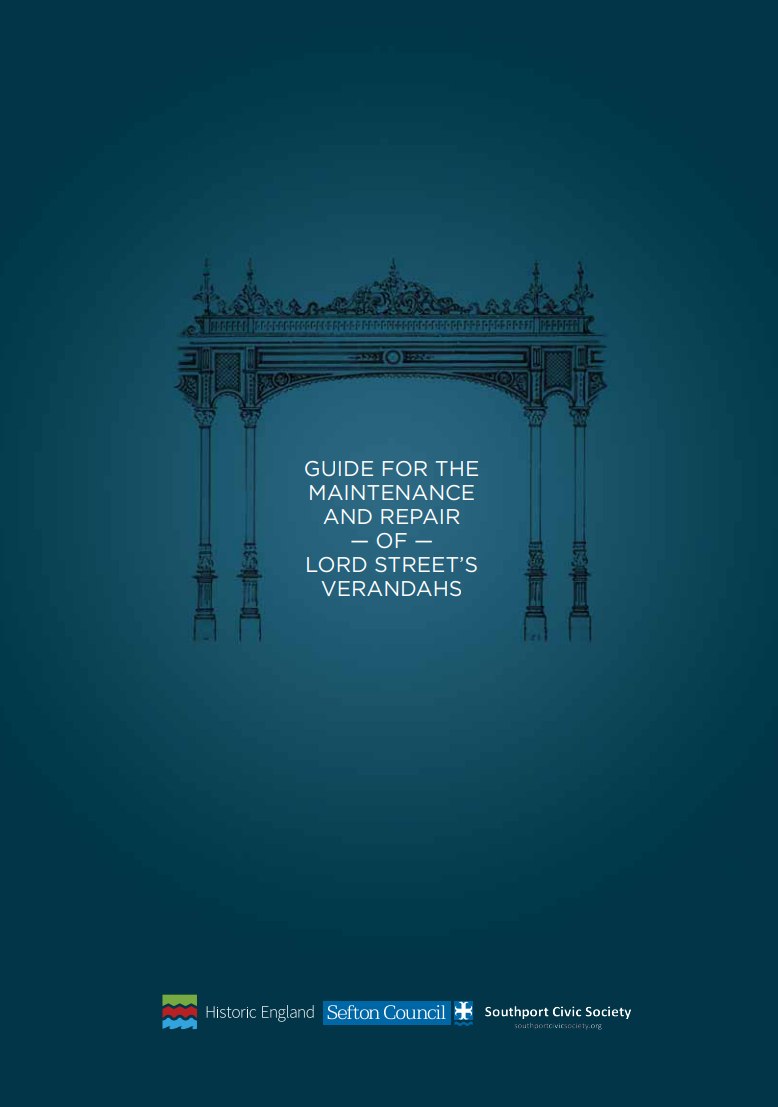 GUIDE FOR THE
MAINTENANCE
AND REPAIR
— OF —
LORD STREET’S
VERANDAHS
Historic England
Sefton Council
Southport Civic Society
southportcivicsociety.org